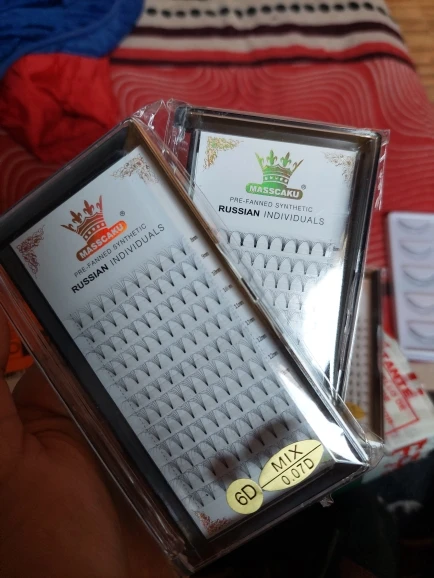 MASSCAKU
®
PRE-FANNED SYNTHETIC
RUSSIAN INDIVIDUALS
6D
MIX
0.07D
MASSCAKU
®
PRE-FANNED SYNTHETIC
RUSSIAN INDIVIDUALS